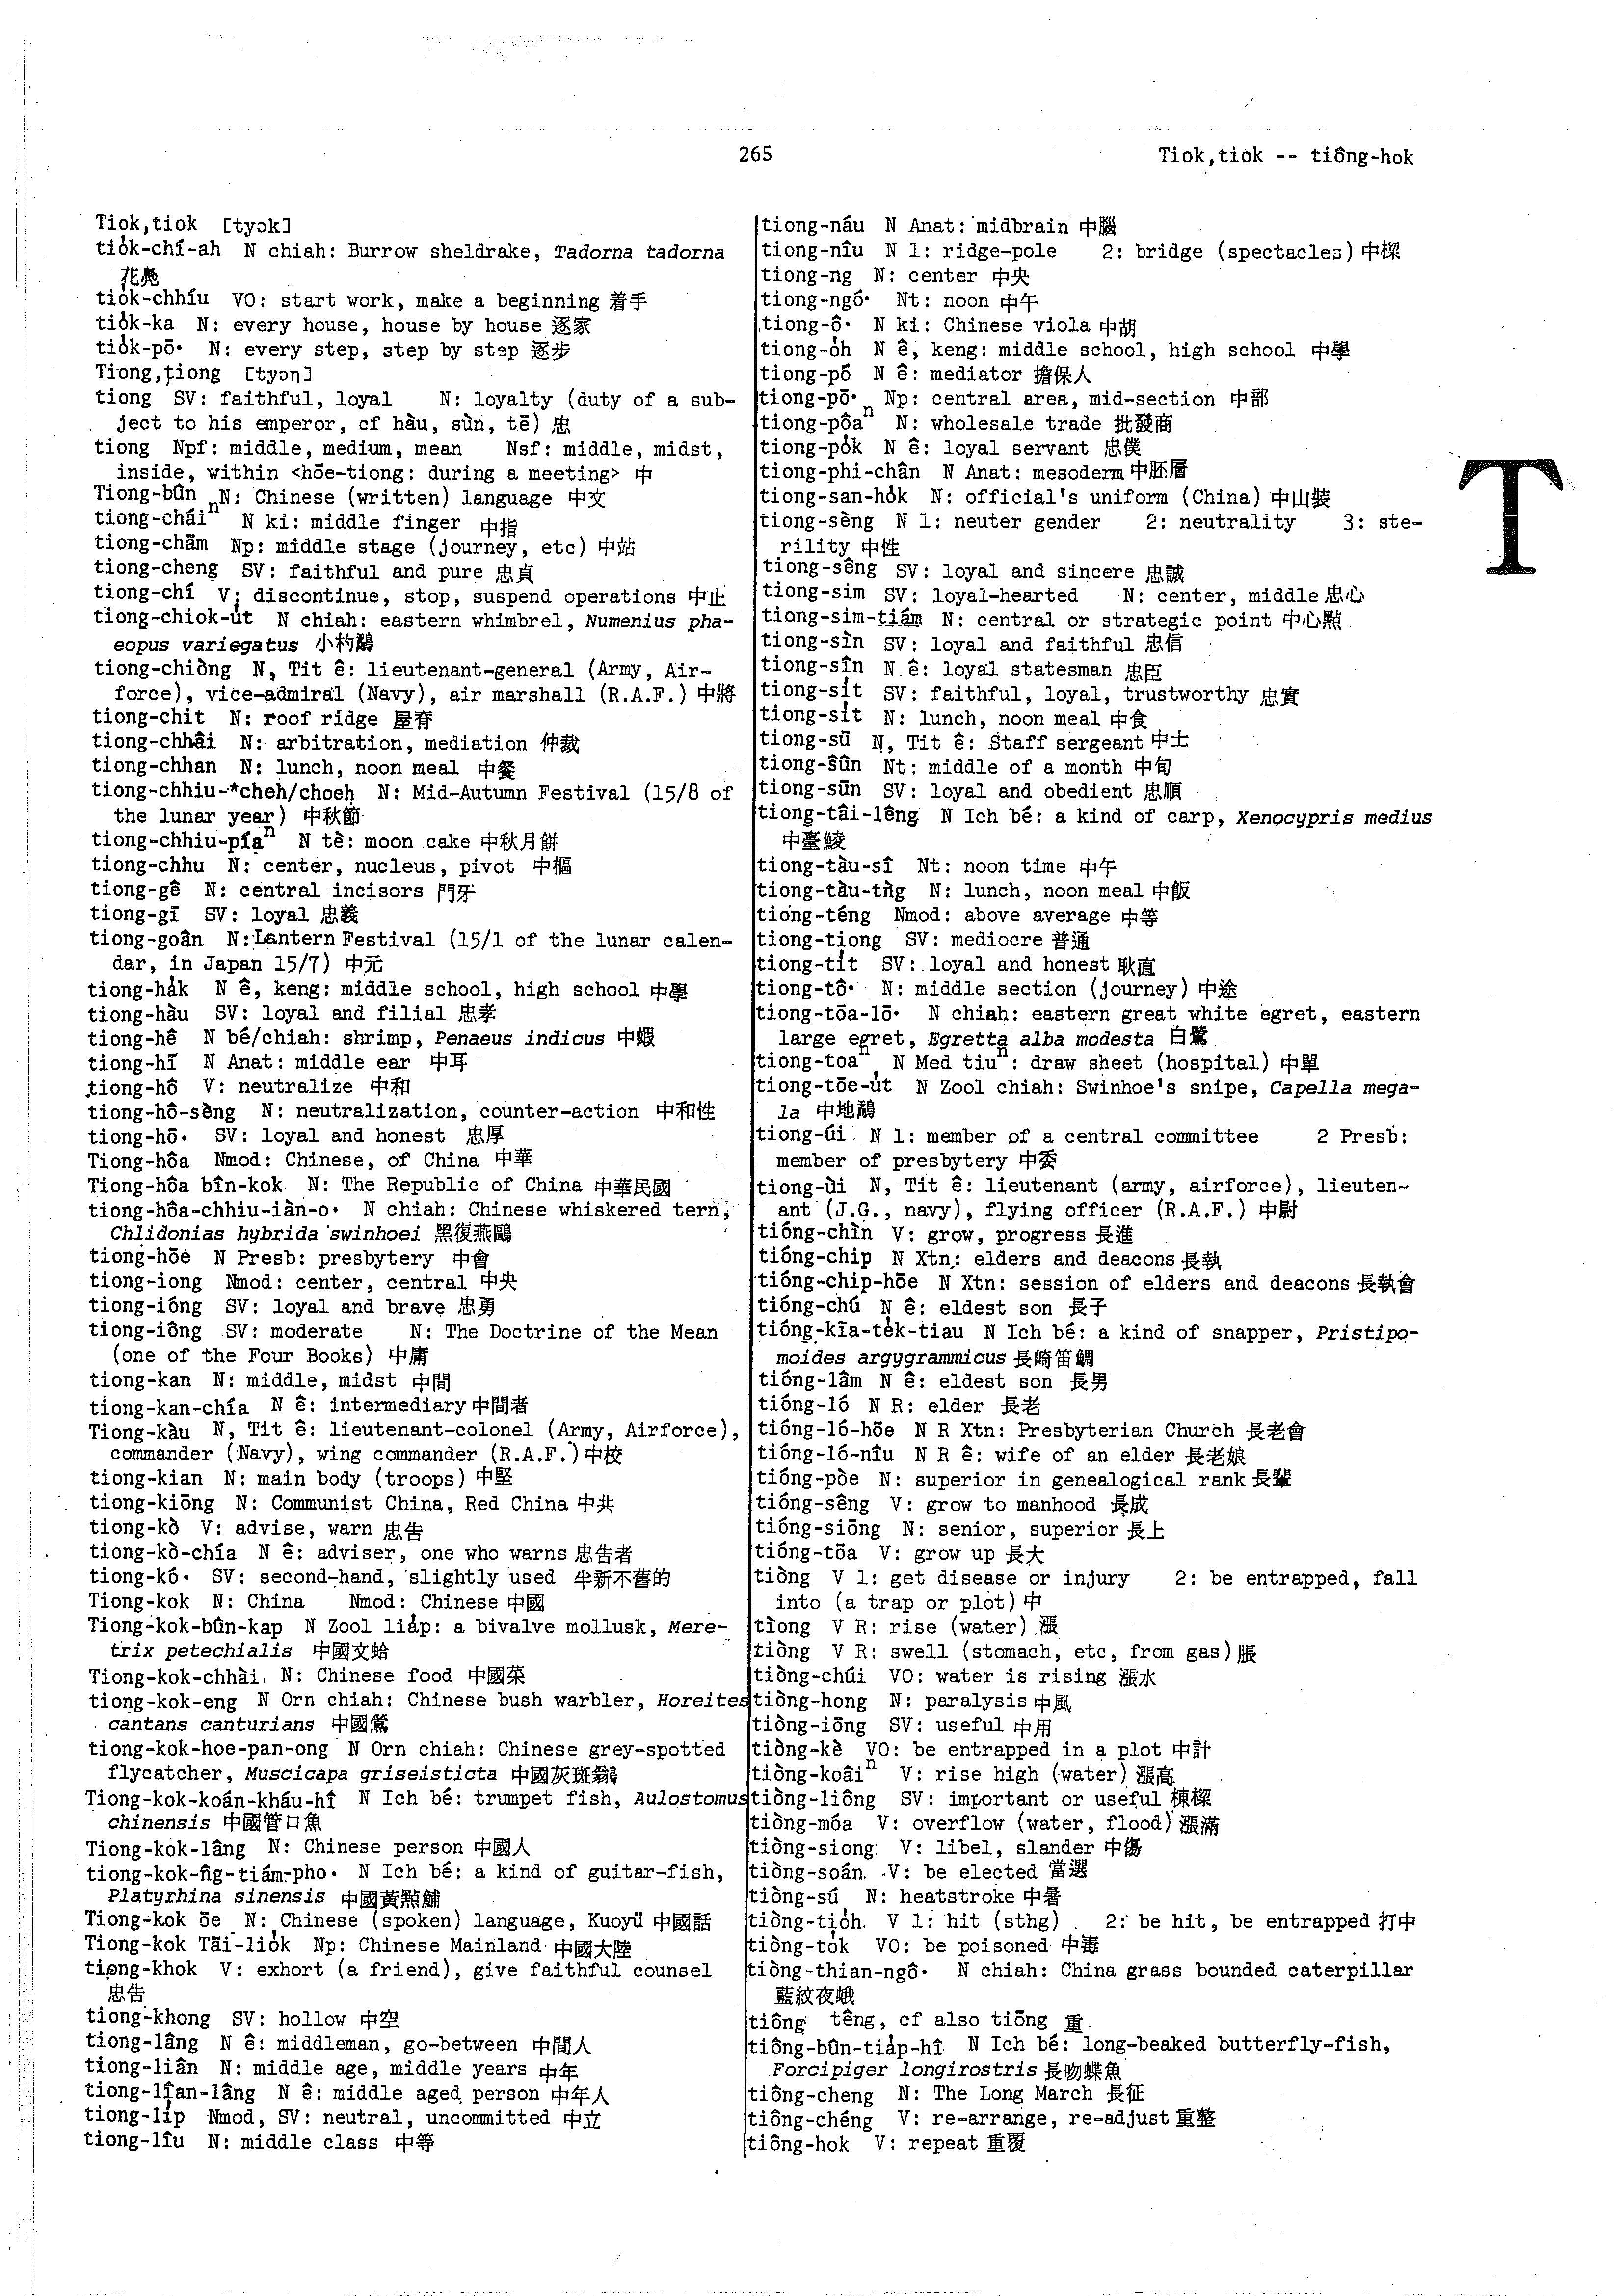 265
Tiok,tiok -- tiông-hok
Tiok,tiok [tyɔk]
tio̍k-chí-ah N chiah: Burrow sheldrake, Tadorna tadorna
花鳧
tio̍k-chhíu VO: start work, make a beginning 着手
tio̍k-ka N: every house, house by house 逐家
tio̍k-pō· N: every step, step by step 逐步
Tiong,tiong [tyɔŋ]
tiong SV: faithful, loyal N: loyalty (duty of a sub-
ject to his emperor, cf hàu, sùn, tē) 忠
tiong Npf: middle, medium, mean Nsf: middle, midst,
inside, within <hōe-tiong: during a meeting> 中
Tiong-bûn N: Chinese (written) language 中文
tiong-cháiⁿ N ki: middle finger 中指
tiong-chām Np: middle stage (journey, etc) 中站
tiong-cheng SV: faithful and pure 忠貞
tiong-chí V: discontinue, stop, suspend operations 中止
tiong-chiok-u̍t N chiah: eastern whimbrel, Numenius pha-
eopus variegatus 小杓鷸
tiong-chiòng N, Tit ê: lieutenant-general (Army, Air-
force), vice-admiral (Navy), air marshall (R.A.F.) 中將
tiong-chit N: roof ridge 屋脊
tiong-chhâi N: arbitration, mediation 仲裁
tiong-chhan N: lunch, noon meal 中餐
tiong-chhiu-*cheh/choeh N: Mid-Autumn Festival (15/8 of
the lunar year) 中秋節
tiong-chhiu-píaⁿ N tè: moon cake 中秋月餅
tiong-chhu N: center, nucleus, pivot 中樞
tiong-gê N: central incisors 門牙
tiong-gī SV: loyal 忠義
tiong-goân N: Lantern Festival (15/1 of the lunar calen-
dar, in Japan 15/7) 中元
tiong-ha̍k N ê, keng: middle school, high school 中學
tiong-hàu SV: loyal and filial 忠孝
tiong-hê N bé/chiah: shrimp, Penaeus indicus 中蝦
tiong-hī N Anat: middle ear 中耳
tiong-hô V: neutralize 中和
tiong-hô-sèng N: neutralization, counter-action 中和性
tiong-hō· SV: loyal and honest 忠厚
Tiong-hôa Nmod: Chinese, of China 中華
Tiong-hôa bîn-kok N: The Republic of China 中華民國
tiong-hôa-chhiu-iàn-o· N chiah: Chinese whiskered tern,
Chlidonias hybrida swinhoei 黑復燕鷗
tiong-hōe N Presb: presbytery 中會
tiong-iong Nmod: center, central 中央
tiong-ióng SV: loyal and brave 忠勇
tiong-iông SV: moderate N: The Doctrine of the Mean
(one of the Four Books) 中庸
tiong-kan N: middle, midst 中間
tiong-kan-chía N ê: intermediary 中間者
Tiong-kàu N, Tit ê: lieutenant-colonel (Army, Airforce),
commander (Navy), wing commander (R.A.F.) 中校
tiong-kian N: main body (troops) 中堅
tiong-kiōng N: Communist China, Red China 中共
tiong-kò V: advise, warn 忠告
tiong-kò-chía N ê: adviser, one who warns 忠告者
tiong-kó· SV: second-hand, slightly used 半新不舊的
Tiong-kok N: China Nmod: Chinese 中國
Tiong-kok-bûn-kap N Zool lia̍p: a bivalve mollusk, Mere-
trix petechialis 中國文蛤
Tiong-kok-chhài N: Chinese food 中國菜
tiong-kok-eng N Orn chiah: Chinese bush warbler, Horeites
cantans canturians 中國鶯
tiong-kok-hoe-pan-ong N Orn chiah: Chinese grey-spotted
flycatcher, Muscicapa griseisticta 中國灰斑鶲
Tiong-kok-koán-kháu-hî N Ich bé: trumpet fish, Aulostomus
chinensis 中國管口魚
Tiong-kok-lâng N: Chinese person 中國人
tiong-kok-n̂g-tiám-pho· N Ich bé: a kind of guitar-fish,
Platyrhina sinensis 中國黃點鯆
Tiong-kok ōe N: Chinese (spoken) language, Kuoyü 中國話
Tiong-kok Tāi-lio̍k Np: Chinese Mainland 中國大陸
tiong-khok V: exhort (a friend), give faithful counsel
忠告
tiong-khong SV: hollow 中空
tiong-lâng N ê: middleman, go-between 中間人
tiong-liân N: middle age, middle years 中年
tiong-lîan-lâng N ê: middle aged person 中年人
tiong-li̍p Nmod, SV: neutral, uncommitted 中立
tiong-lîu N: middle class 中等
tiong-náu N Anat: midbrain 中腦
tiong-nîu N 1: ridge-pole 2: bridge (spectacles) 中樑
tiong-ng N: center 中央
tiong-ngó· Nt: noon 中午
tiong-ô· N ki: Chinese viola 中胡
tiong-o̍h N ê, keng: middle school, high school 中學
tiong-pó N ê: mediator 擔保人
tiong-pō· Np: central area, mid-section 中部
tiong-pôaⁿ N: wholesale trade 批發商
tiong-po̍k N ê: loyal servant 忠僕
tiong-phi-chân N Anat: mesoderm 中胚層
tiong-san-ho̍k N: official's uniform (China) 中山裝
tiong-sèng N 1: neuter gender 2: neutrality 3: ste-
rility 中性
tiong-sêng SV: loyal and sincere 忠誠
tiong-sim SV: loyal-hearted N: center, middle 忠心
tiong-sim-tiám N: central or strategic point 中心點
tiong-sìn SV: loyal and faithful 忠信
tiong-sîn N ê: loyal statesman 忠臣
tiong-si̍t SV: faithful, loyal, trustworthy 忠實
tiong-si̍t N: lunch, noon meal 中食
tiong-sū N, Tit ê: Staff sergeant 中士
tiong-sûn Nt: middle of a month 中旬
tiong-sūn SV: loyal and obedient 忠順
tiong-tâi-lêng N Ich bé: a kind of carp, Xenocypris medius
中臺鯪
tiong-tàu-sî Nt: noon time 中午
tiong-tàu-tǹg N: lunch, noon meal 中飯
tiong-téng Nmod: above average 中等
tiong-tiong SV: mediocre 普通
tiong-ti̍t SV: loyal and honest 耿直
tiong-tô· N: middle section (journey) 中途
tiong-tōa-lō· N chiah: eastern great white egret, eastern
large egret, Egretta alba modesta 白鷺
tiong-toaⁿ N Med tiuⁿ: draw sheet (hospital) 中單
tiong-tōe-u̍t N Zool chiah: Swinhoe's snipe, Capella mega-
la 中地鷸
tiong-úi N 1: member of a central committee 2 Presb:
member of presbytery 中委
tiong-ùi N, Tit ê: lieutenant (army, airforce), lieuten-
ant (J.G., navy), flying officer (R.A.F.) 中尉
tióng-chìn V: grow, progress 長進
tióng-chip N Xtn: elders and deacons 長執
tióng-chip-hōe N Xtn: session of elders and deacons 長執會
tióng-chú N ê: eldest son 長子
tióng-kīa-te̍k-tiau N Ich bé: a kind of snapper, Pristipo-
moides argygrammicus 長崎笛鯛
tióng-lâm N ê: eldest son 長男
tióng-ló N R: elder 長老
tióng-ló-hōe N R Xtn: Presbyterian Church 長老會
tióng-ló-nîu N R ê: wife of an elder 長老娘
tióng-pòe N: superior in genealogical rank 長輩
tióng-sêng V: grow to manhood 長成
tióng-siōng N: senior, superior 長上
tióng-tōa V: grow up 長大
tiòng V 1: get disease or injury 2: be entrapped, fall
into (a trap or plot) 中
tiòng V R: rise (water) 漲
tiòng V R: swell (stomach, etc, from gas) 脹
tiòng-chúi VO: water is rising 漲水
tiòng-hong N: paralysis 中風
tiòng-iōng SV: useful 中用
tiòng-kè VO: be entrapped in a plot 中計
tiòng-koâiⁿ V: rise high (water) 漲高
tiòng-liông SV: important or useful 棟樑
tiòng-móa V: overflow (water, flood) 漲滿
tiòng-siong V: libel, slander 中傷
tiòng-soán V: be elected 當選
tiòng-sú N: heatstroke 中暑
tiòng-tio̍h V 1: hit (sthg) 2: be hit, be entrapped 打中
tiòng-to̍k VO: be poisoned 中毒
tiòng-thian-ngô· N chiah: China grass bounded caterpillar
藍紋夜蛾
tiông têng, cf also tiōng 重
tiông-bûn-tia̍p-hî N Ich bé: long-beaked butterfly-fish,
Forcipiger longirostris 長吻蝶魚
tiông-cheng N: The Long March 長征
tiông-chéng V: re-arrange, re-adjust 重整
tiông-hok V: repeat 重覆
T